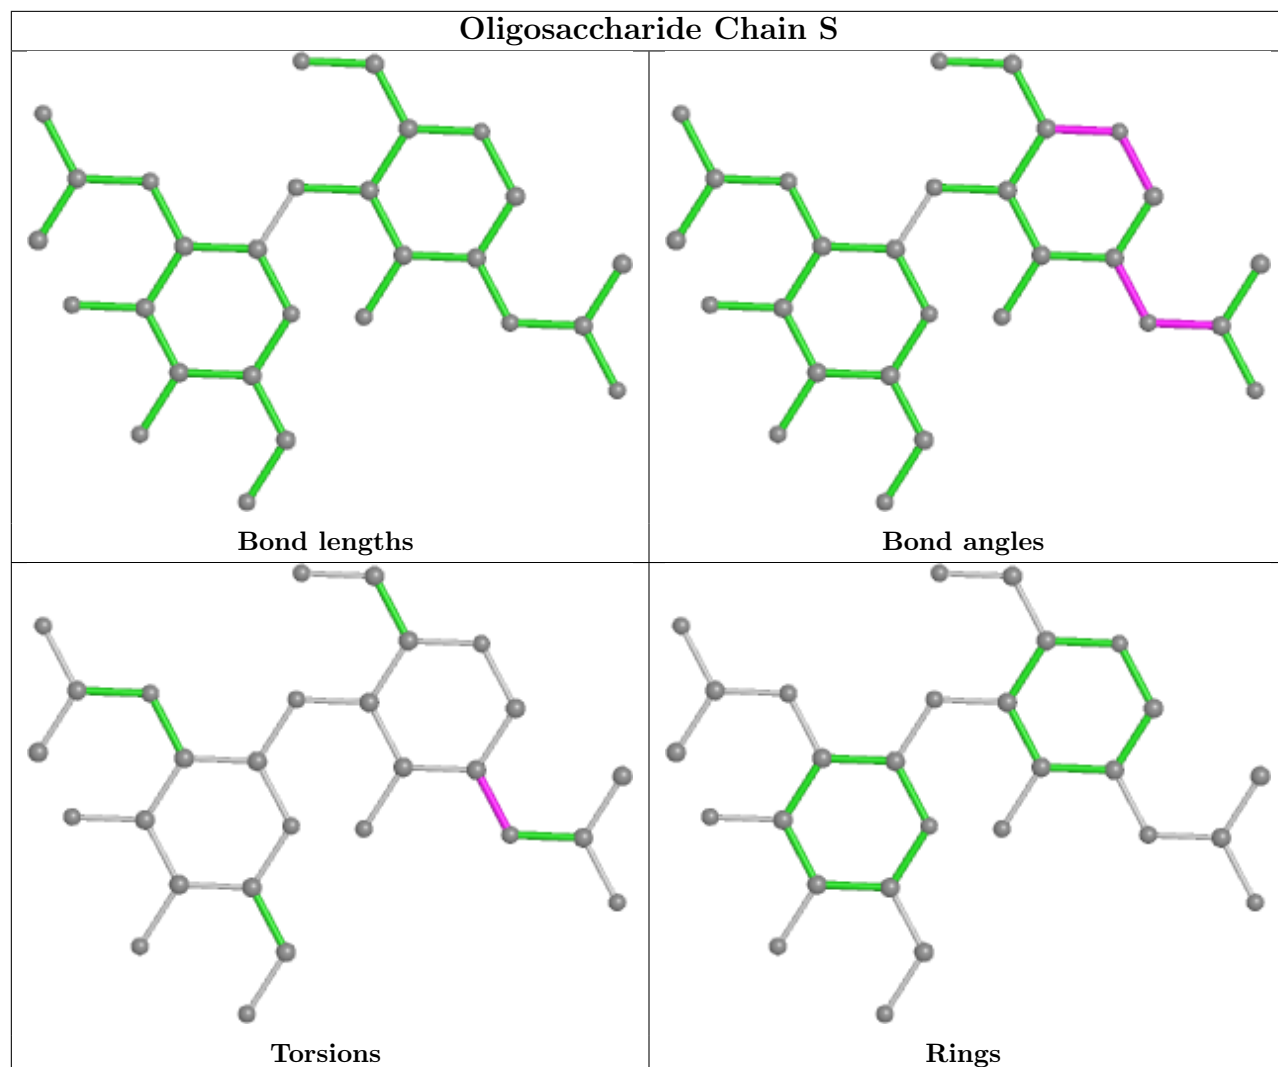 Oligosaccharide Chain S
Bond lengths
Bond angles
Torsions
Rings